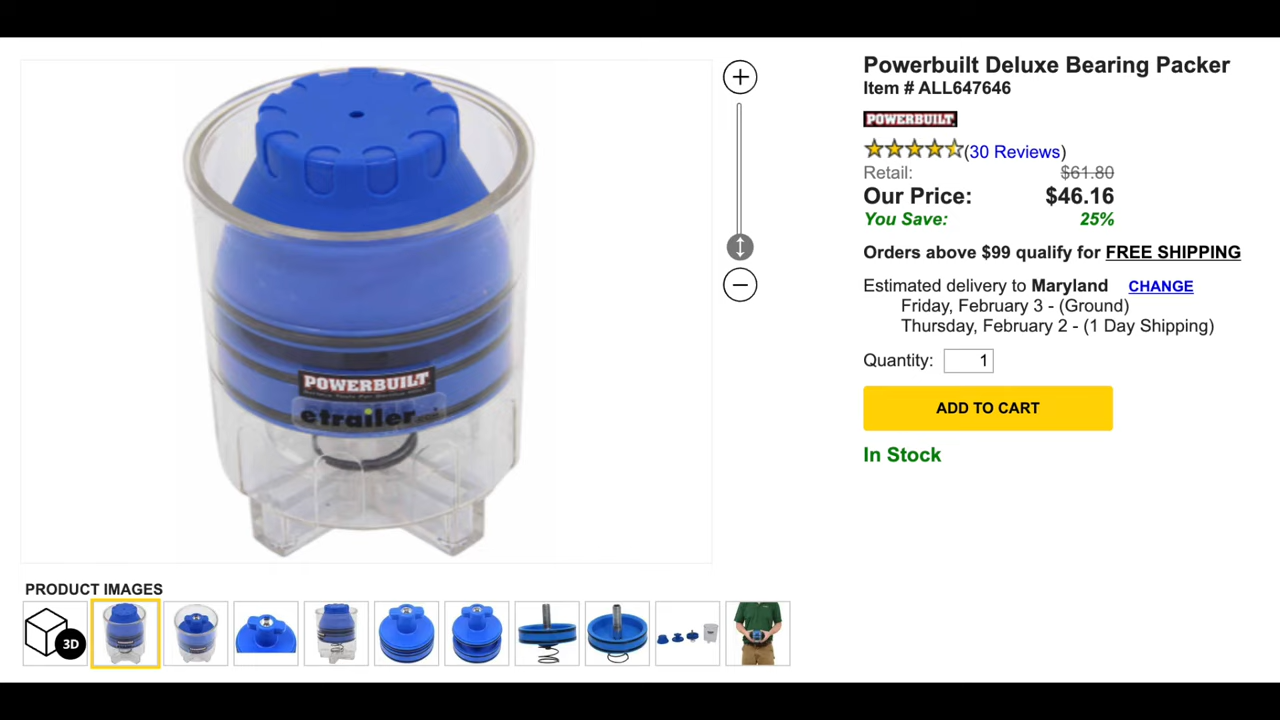 Powerbuilt Deluxe Bearing Packer
Item # ALL647646
POWERBUILT
(30 Reviews)
Retail: $61.80
Our Price: $46.16
You Save: 25%
Orders above $99 qualify for FREE SHIPPING
Estimated delivery to Maryland CHANGE
Friday, February 3 - (Ground)
Thursday, February 2 - (1 Day Shipping)
Quantity: 1
ADD TO CART
In Stock
POWERBUILT
etrailer.com
PRODUCT IMAGES
3D